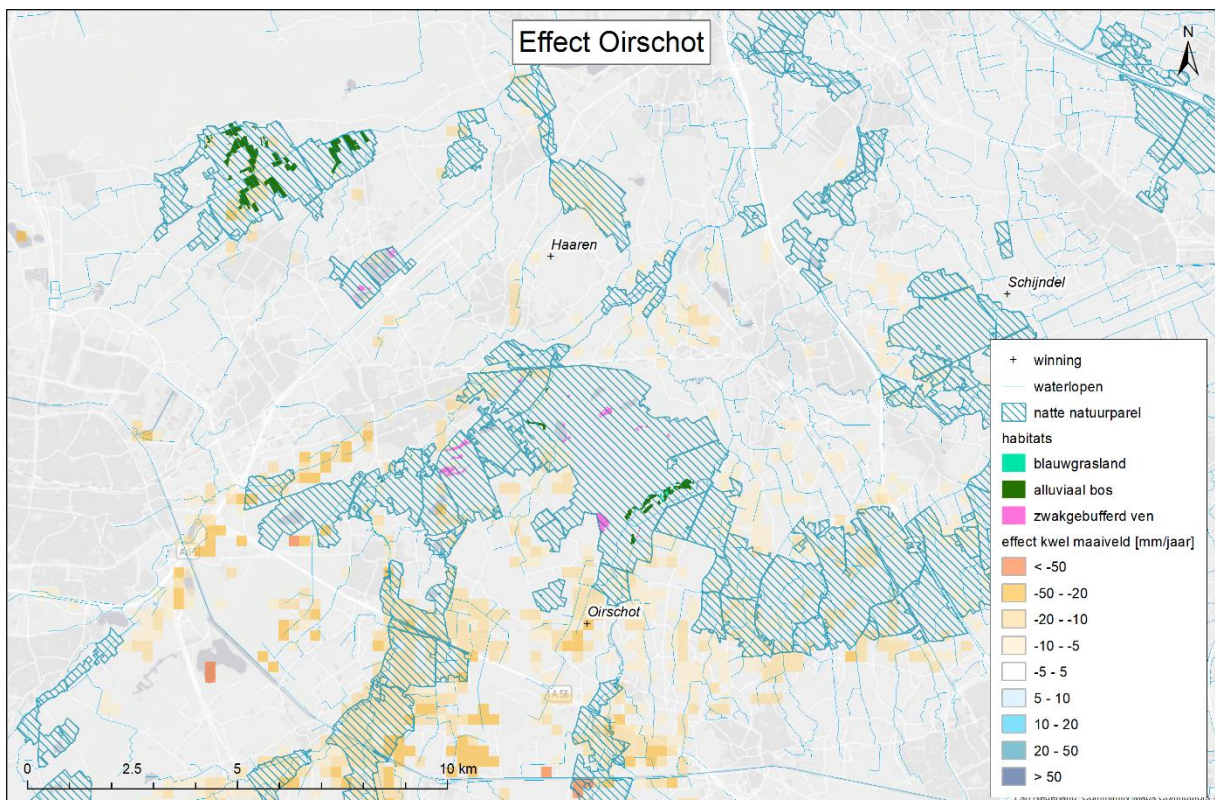 Effect Oirschot
N
Haaren
Schijndel
Oirschot
A 58
0 2.5 5 10 km
+ winning
waterlopen
natte natuurparel
habitats
blauwgrasland
alluviaal bos
zwakgebufferd ven
effect kwel maaiveld [mm/jaar]
< -50
-50 - -20
-20 - -10
-10 - -5
-5 - 5
5 - 10
10 - 20
20 - 50
> 50